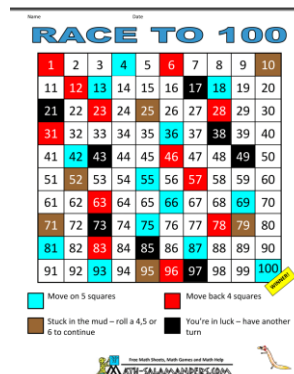 Name Date
RACE TO 100
1 2 3 4 5 6 7 8 9 10
11 12 13 14 15 16 17 18 19 20
21 22 23 24 25 26 27 28 29 30
31 32 33 34 35 36 37 38 39 40
41 42 43 44 45 46 47 48 49 50
51 52 53 54 55 56 57 58 59 60
61 62 63 64 65 66 67 68 69 70
71 72 73 74 75 76 77 78 79 80
81 82 83 84 85 86 87 88 89 90
91 92 93 94 95 96 97 98 99 100
WINNER!
Move on 5 squares Move back 4 squares
Stuck in the mud – roll a 4,5 or You're in luck – have another
6 to continue turn
Free Math Sheets, Math Games and Math Help
MATH-SALAMANDERS.COM